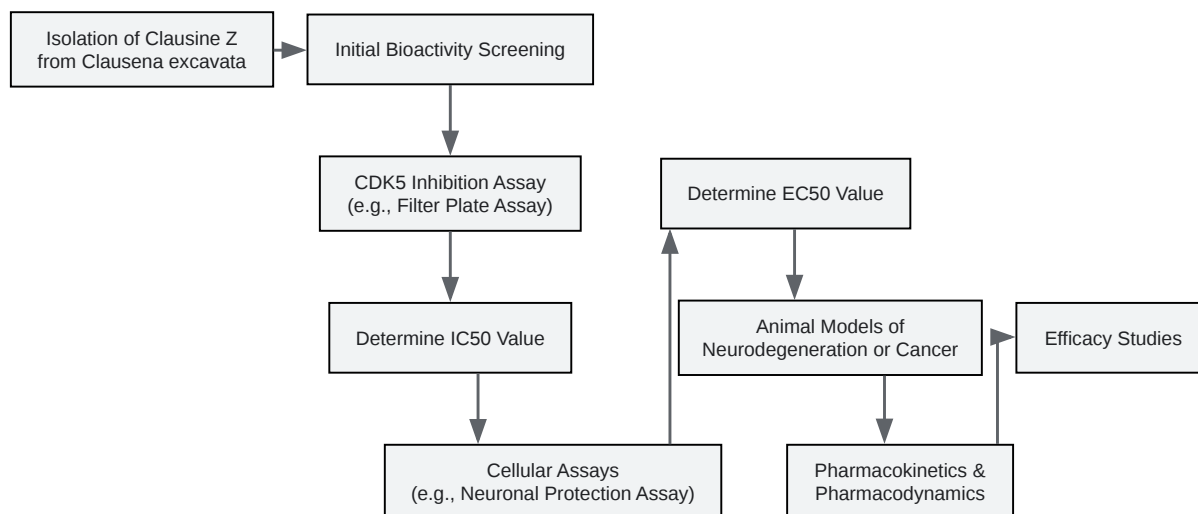 Isolation of Clausine Z
from Clausena excavata
Initial Bioactivity Screening
CDK5 Inhibition Assay
(e.g., Filter Plate Assay)
Determine IC50 Value
Cellular Assays
(e.g., Neuronal Protection Assay)
Determine EC50 Value
Animal Models of
Neurodegeneration or Cancer
Pharmacokinetics &
Pharmacodynamics
Efficacy Studies